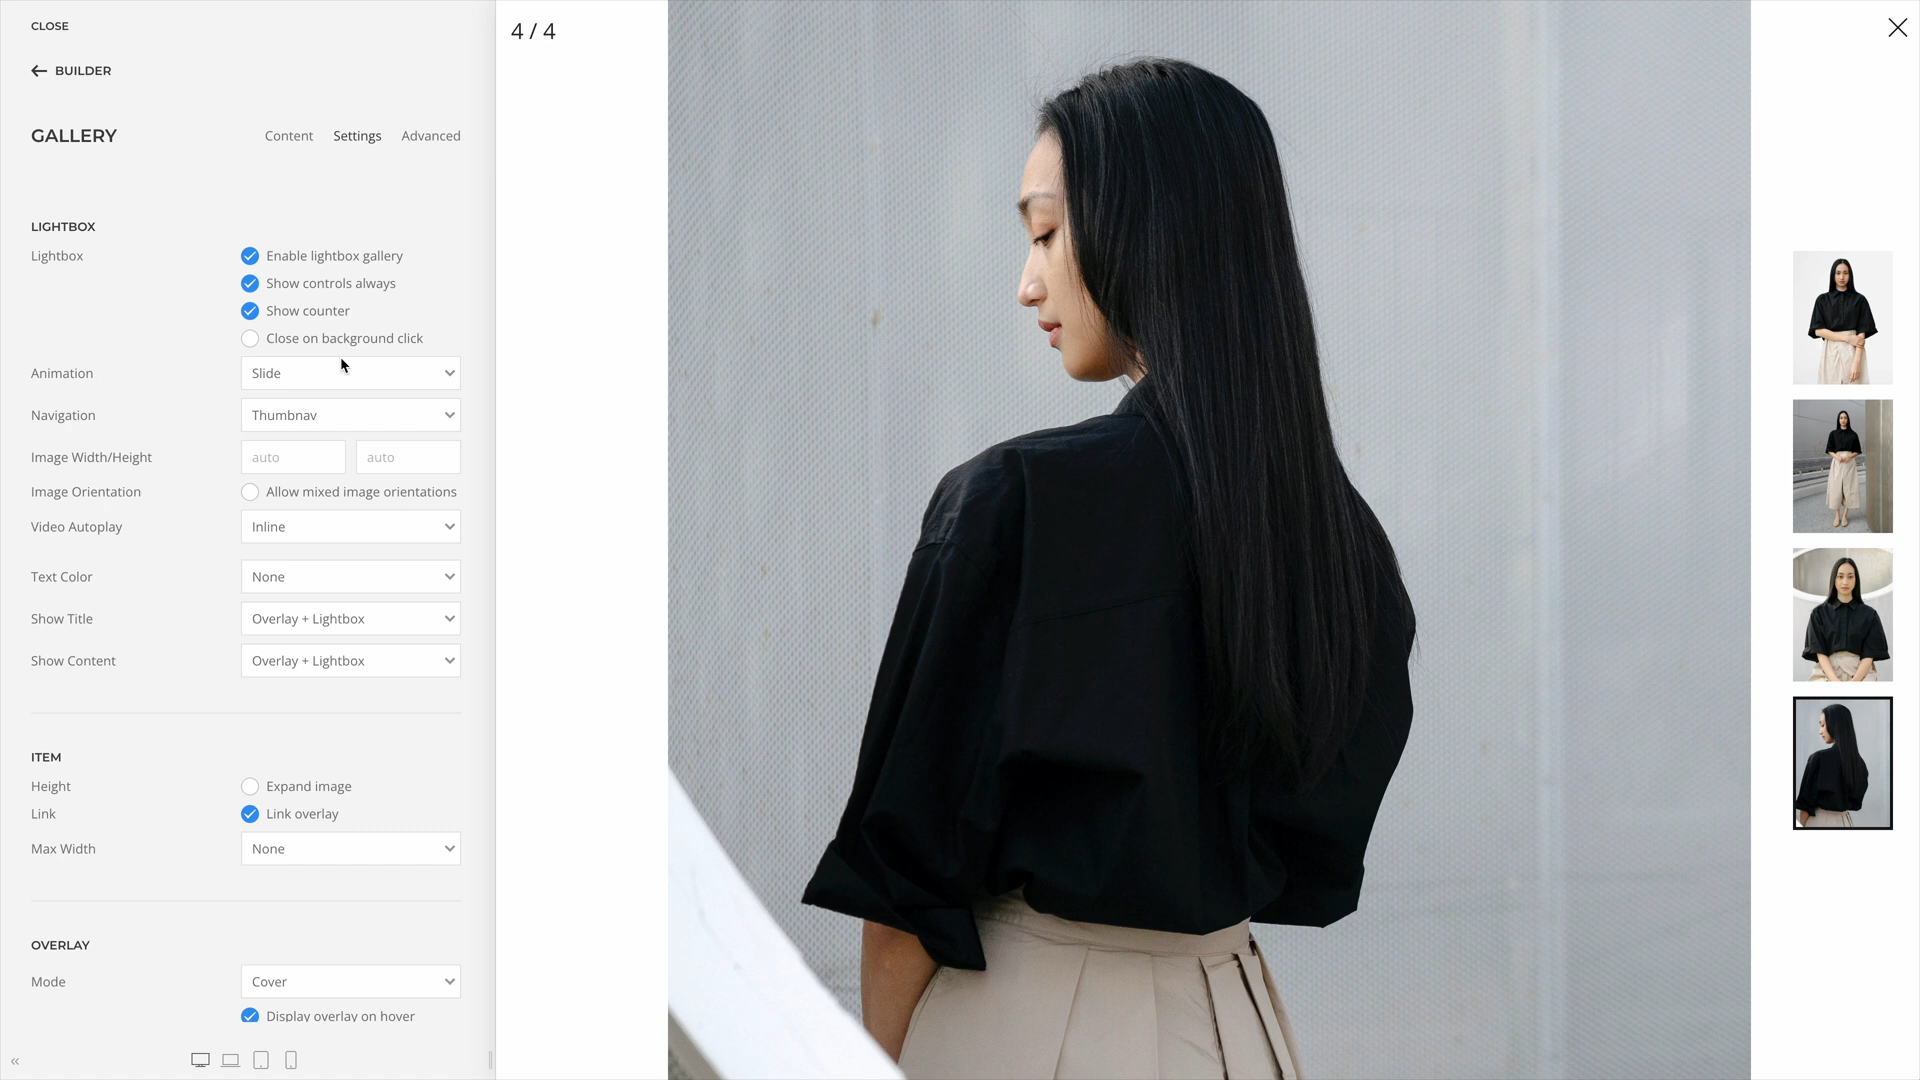 CLOSE
BUILDER
GALLERY Content Settings Advanced
LIGHTBOX
Lightbox Enable lightbox gallery
Show controls always
Show counter
Close on background click
Animation Slide
Navigation Thumbnav
Image Width/Height auto auto
Image Orientation Allow mixed image orientations
Video Autoplay Inline
Text Color None
Show Title Overlay + Lightbox
Show Content Overlay + Lightbox
ITEM
Height Expand image
Link Link overlay
Max Width None
OVERLAY
Mode Cover
Display overlay on hover
4 / 4